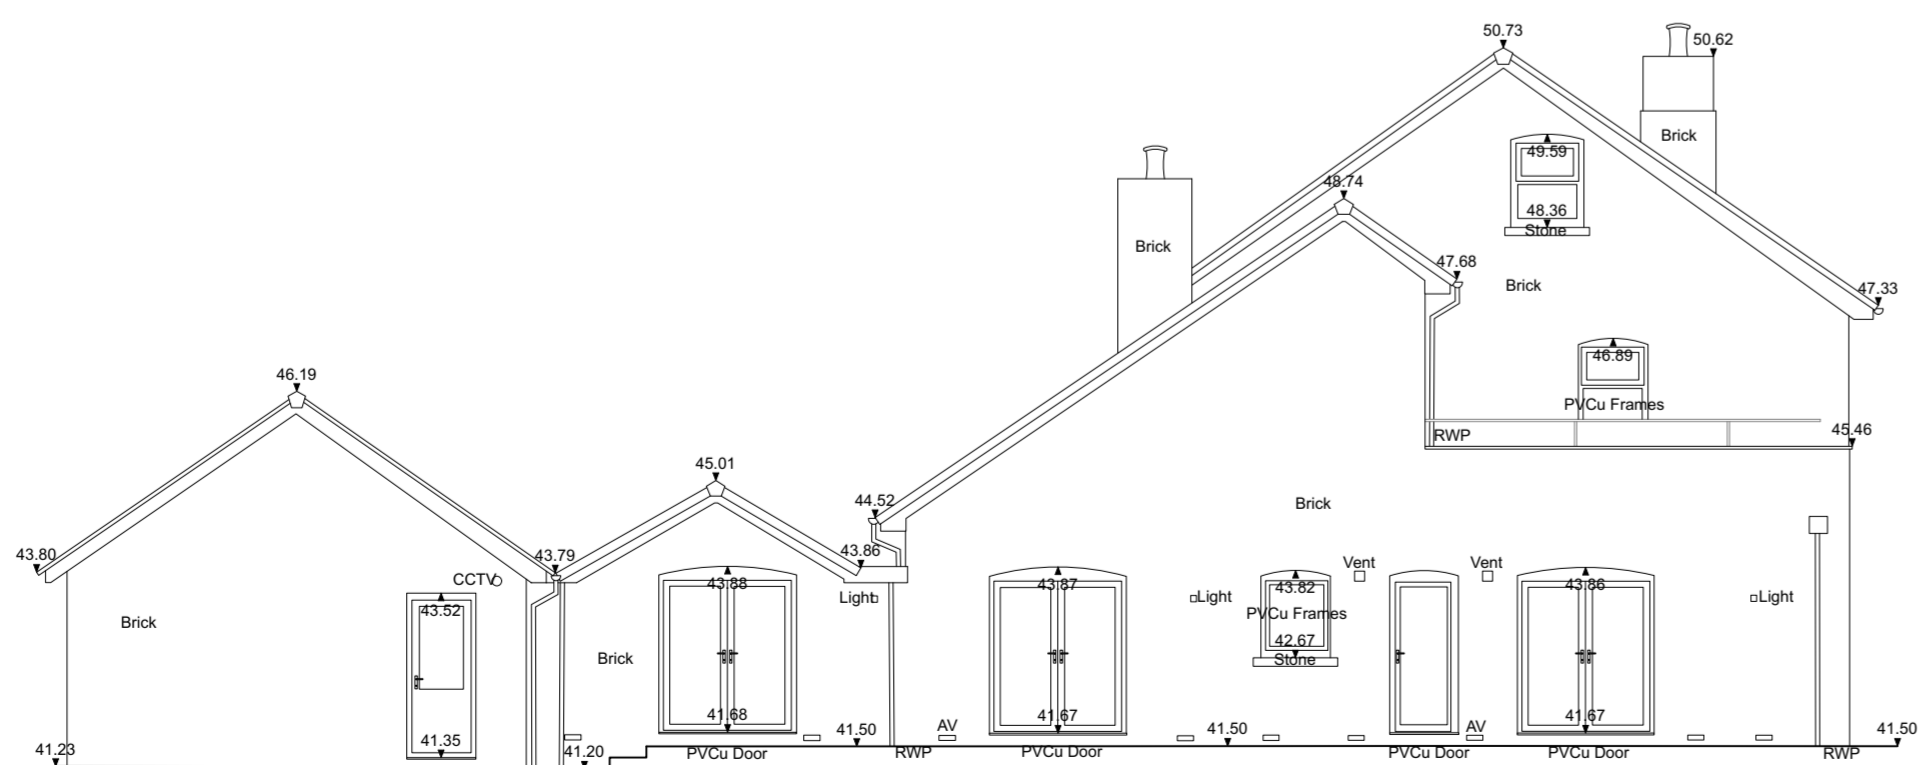 50.73
50.62
Brick
49.59
48.74
48.36
Stone
Brick
47.68
Brick
47.33
46.89
46.19
PVCu Frames
RWP
45.46
45.01
44.52
Brick
43.80
43.79
43.86
CCTV
Vent
Vent
43.88
43.87
43.82
43.86
43.52
Light
Light
Light
Brick
PVCu Frames
42.67
Brick
Stone
41.68
41.67
41.67
41.35
41.50
AV
41.50
AV
41.50
41.23
41.20
PVCu Door
RWP
PVCu Door
PVCu Door
PVCu Door
RWP